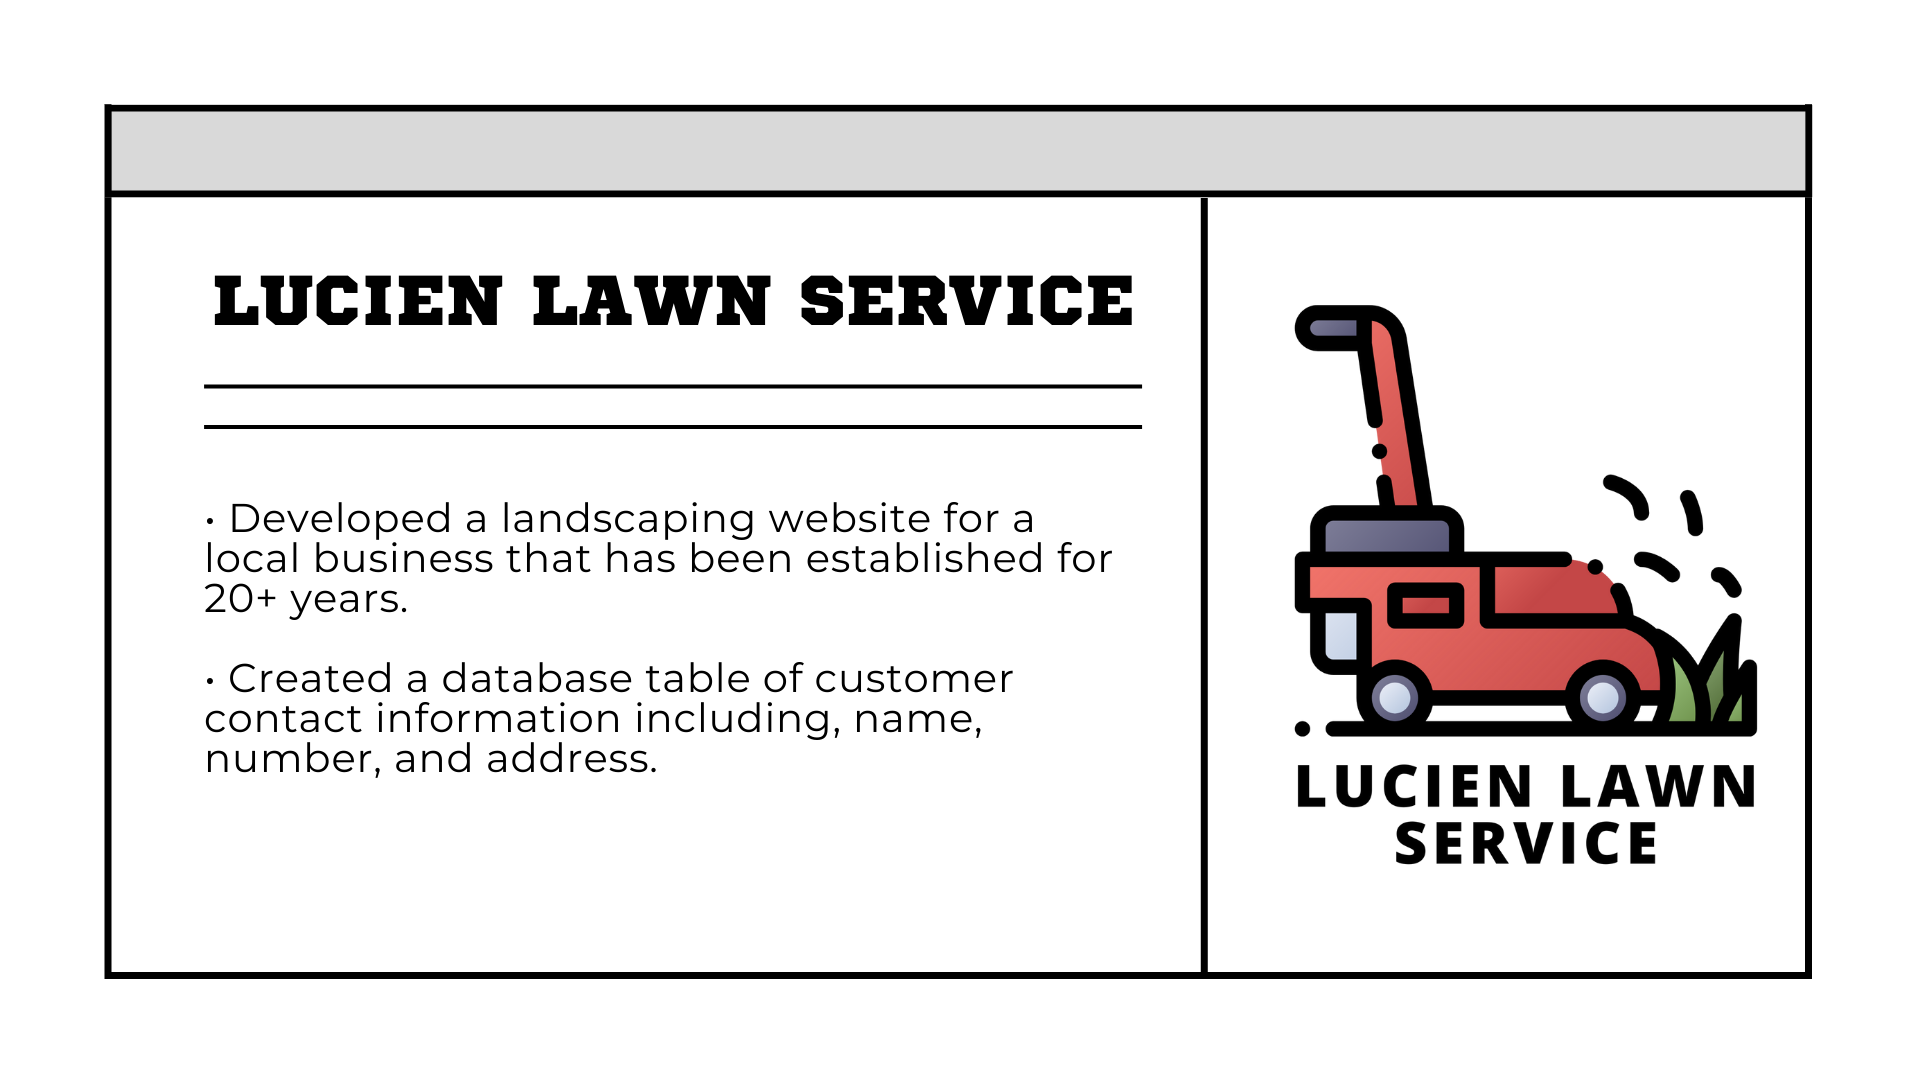 LUCIEN LAWN SERVICE
• Developed a landscaping website for a
local business that has been established for
20+ years.
• Created a database table of customer
contact information including, name,
number, and address.
LUCIEN LAWN
SERVICE